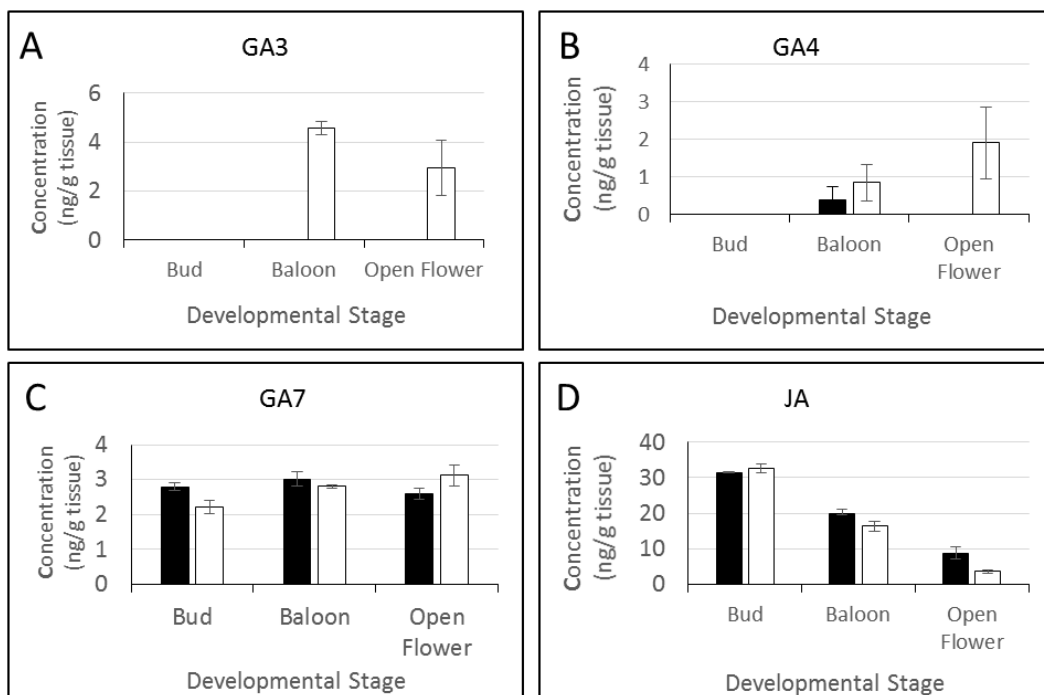 A
GA3
Concentration
(ng/g tissue)
6
4
2
0
Bud
Baloon
Open Flower
Developmental Stage
B
GA4
Concentration
(ng/g tissue)
4
3
2
1
0
Bud
Baloon
Open
Flower
Developmental Stage
C
GA7
Concentration
(ng/g tissue)
4
3
2
1
0
Bud
Baloon
Open
Flower
Developmental Stage
D
JA
Concentration
(ng/g tissue)
40
30
20
10
0
Bud
Baloon
Open
Flower
Developmental Stage